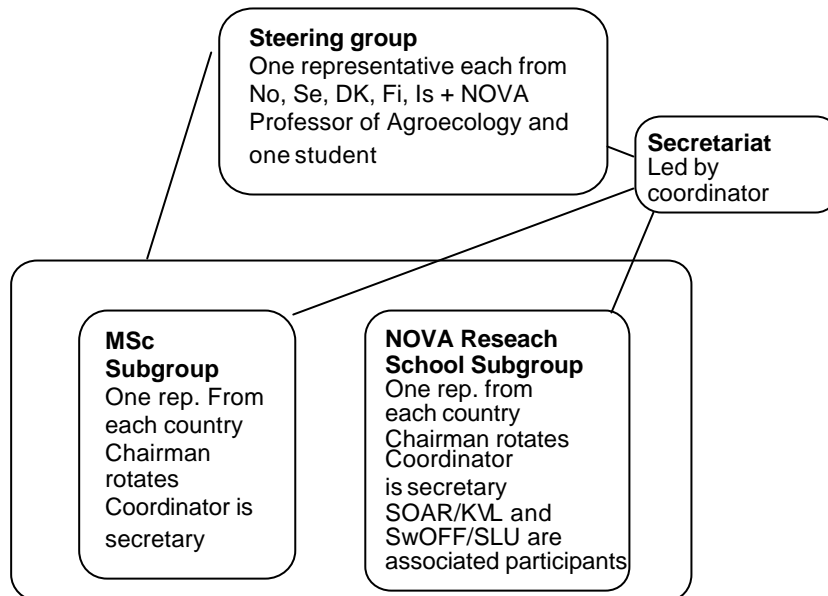 Steering group
One representative each from
No, Se, DK, Fi, Is + NOVA
Professor of Agroecology and
one student
Secretariat
Led by
coordinator
MSc
Subgroup
One rep. From
each country
Chairman
rotates
Coordinator is
secretary
NOVA Reseach
School Subgroup
One rep. from
each country
Chairman rotates
Coordinator
is secretary
SOAR/KVL and
SwOFF/SLU are
associated participants